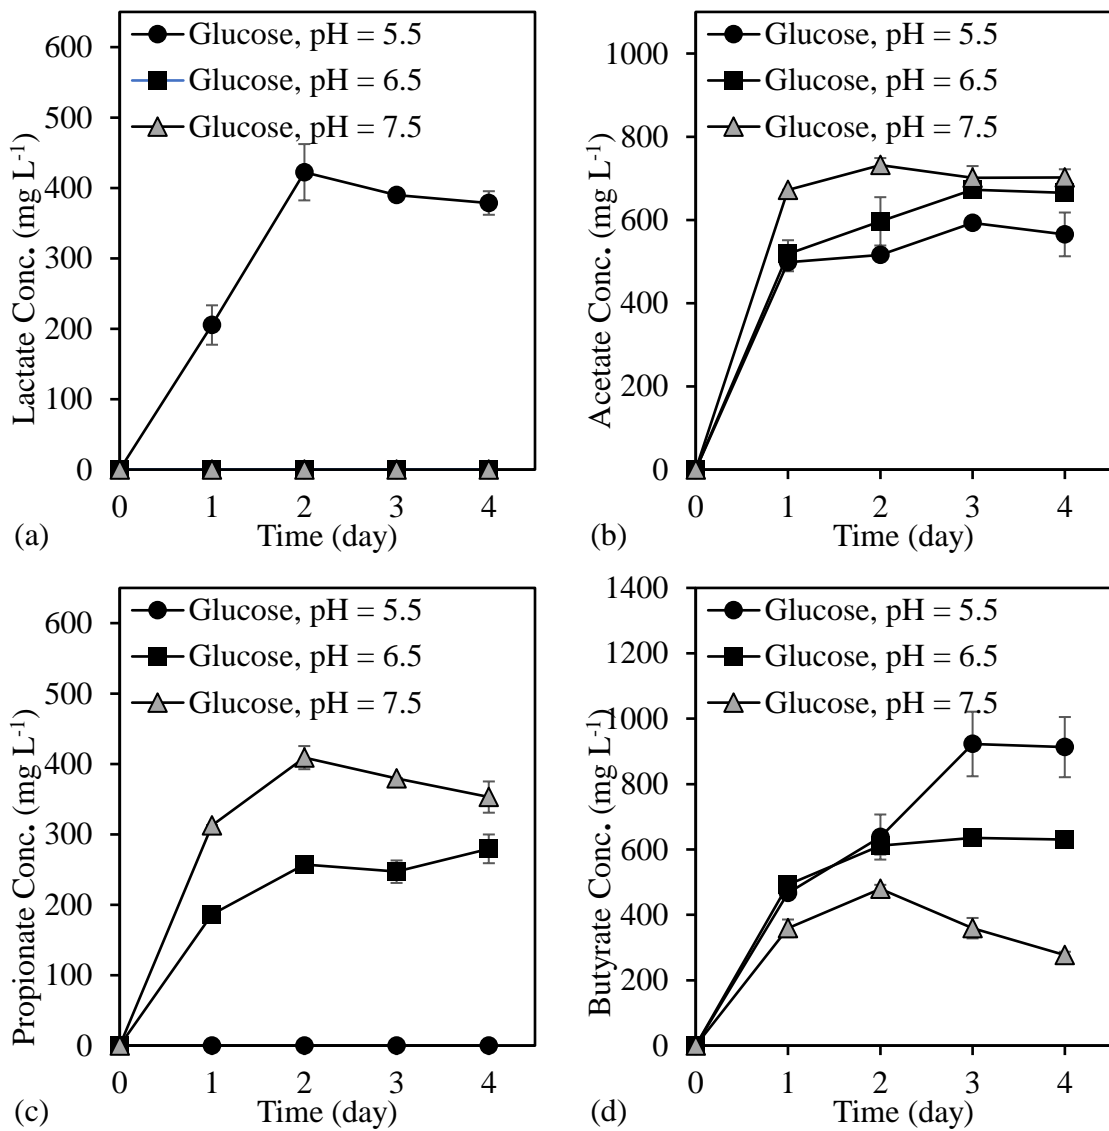 Lactate Conc. (mg L-1)
600
500
400
300
200
100
0
Glucose, pH = 5.5
Glucose, pH = 6.5
Glucose, pH = 7.5
0 1 2 3 4
Time (day)
(a)
Acetate Conc. (mg L-1)
1000
800
600
400
200
0
Glucose, pH = 5.5
Glucose, pH = 6.5
Glucose, pH = 7.5
0 1 2 3 4
Time (day)
(b)
Propionate Conc. (mg L-1)
600
500
400
300
200
100
0
Glucose, pH = 5.5
Glucose, pH = 6.5
Glucose, pH = 7.5
0 1 2 3 4
Time (day)
(c)
Butyrate Conc. (mg L-1)
1400
1200
1000
800
600
400
200
0
Glucose, pH = 5.5
Glucose, pH = 6.5
Glucose, pH = 7.5
0 1 2 3 4
Time (day)
(d)